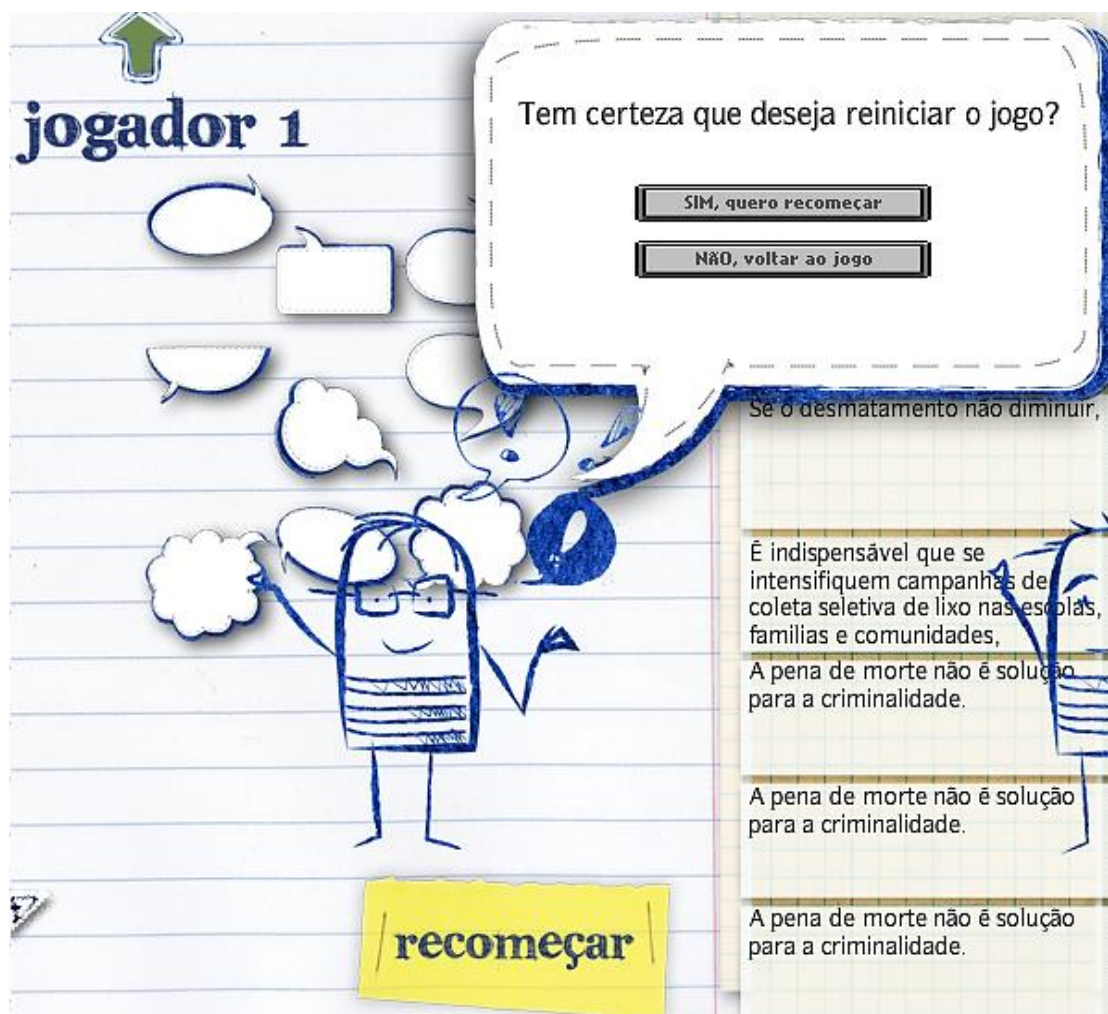 jogador 1
Tem certeza que deseja reiniciar o jogo?
SIM, quero recomeçar
NÃO, voltar ao jogo
Se o desmatamento não diminuir,
É indispensável que se
intensifiquem campanhas de
coleta seletiva de lixo nas escolas,
familias e comunidades,
A pena de morte não é solução
para a criminalidade.
A pena de morte não é solução
para a criminalidade.
A pena de morte não é solução
para a criminalidade.
recomeçar